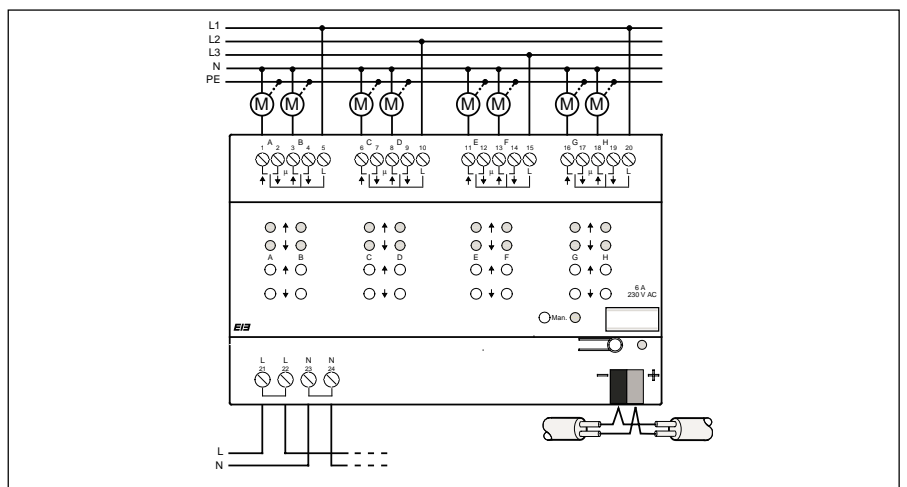 L1
L2
L3
N
PE
M M M M M M M M
A B C D E F G H
1 2 3 4 5 6 7 8 9 10 11 12 13 14 15 16 17 18 19 20
µ L µ L µ L µ L
A B C D E F G H
6 A
230 V AC
Man.
EIB
L L N N
21 22 23 24
− +
L
N